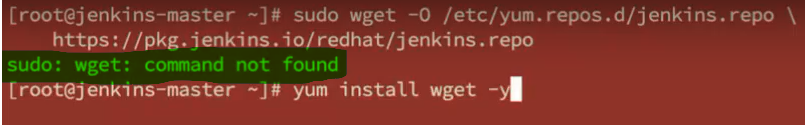 [root@jenkins-master ~]# sudo wget -O /etc/yum.repos.d/jenkins.repo \
https://pkg.jenkins.io/redhat/jenkins.repo
sudo: wget: command not found
[root@jenkins-master ~]# yum install wget -y